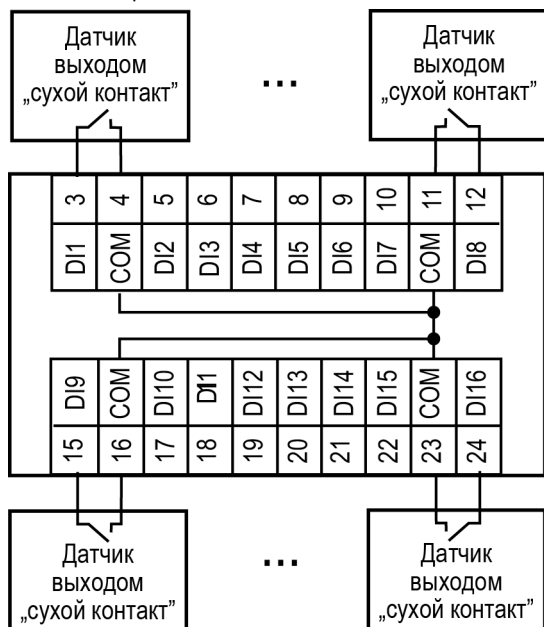 Датчик
выходом
„сухой контакт”
...
Датчик
выходом
„сухой контакт”
3 4 5 6 7 8 9 10 11 12
DI1 COM DI2 DI3 DI4 DI5 DI6 DI7 COM DI8
DI9 COM DI10 DI11 DI12 DI13 DI14 DI15 COM DI16
15 16 17 18 19 20 21 22 23 24
Датчик
выходом
„сухой контакт”
...
Датчик
выходом
„сухой контакт”